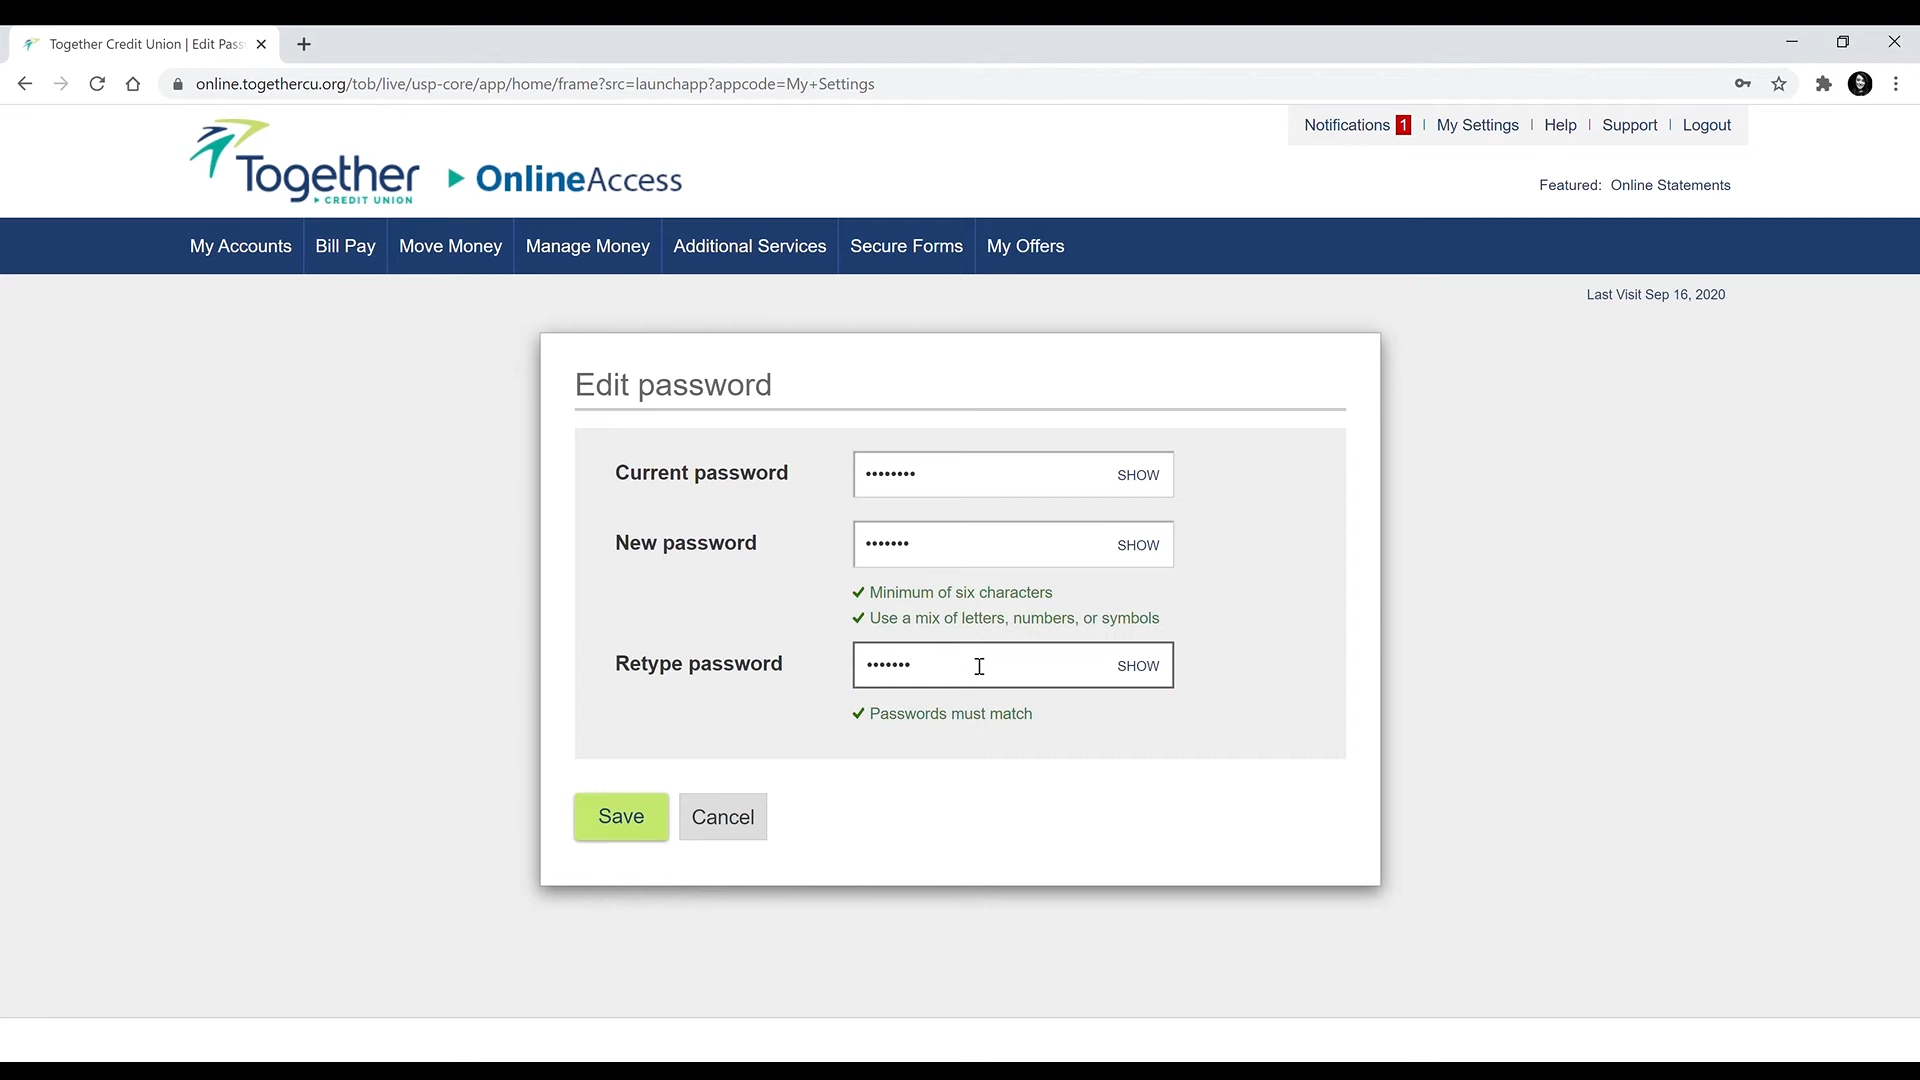 Together Credit Union | Edit Pass
online.togethercu.org/tob/live/usp-core/app/home/frame?src=launchapp?appcode=My+Settings
Notifications 1 | My Settings | Help | Support | Logout
Together
CREDIT UNION
OnlineAccess
Featured: Online Statements
My Accounts Bill Pay Move Money Manage Money Additional Services Secure Forms My Offers
Last Visit Sep 16, 2020
Edit password
Current password •••••••• SHOW
New password ••••••• SHOW
Minimum of six characters
Use a mix of letters, numbers, or symbols
Retype password ••••••• SHOW
Passwords must match
Save Cancel